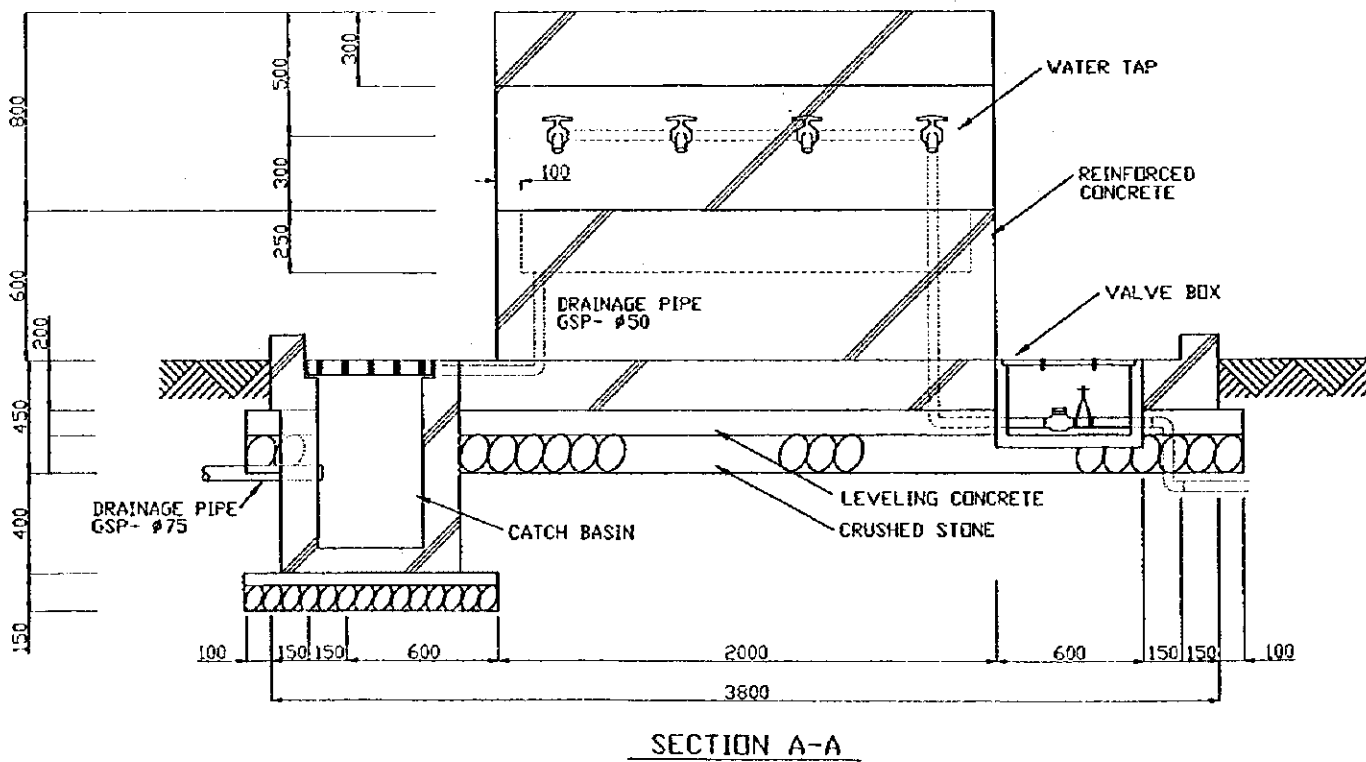 300
500
800
WATER TAP
100
REINFORCED
CONCRETE
300
250
600
200
DRAINAGE PIPE
GSP- ø50
VALVE BOX
450
DRAINAGE PIPE
GSP- ø75
LEVELING CONCRETE
CRUSHED STONE
CATCH BASIN
400
150
100
150
150
600
2000
600
150
150
100
3800
SECTION A-A